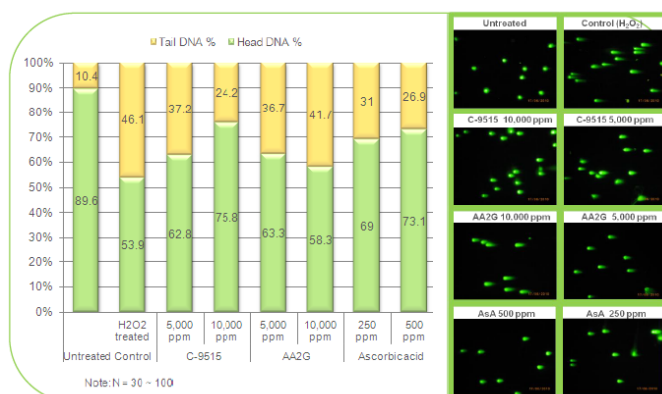 Tail DNA % Head DNA %
100%
90%
80%
70%
60%
50%
40%
30%
20%
10%
0%
10.4 46.1 37.2 24.2 36.7 41.7 31 26.9
89.6 53.9 62.8 75.8 63.3 58.3 69 73.1
H2O2 treated 5,000 ppm 10,000 ppm 5,000 ppm 10,000 ppm 250 ppm 500 ppm
Untreated Control C-9515 AA2G Ascorbicacid
Note: N = 30 ~ 100
Untreated Control (H₂O₂)
C-9515 10,000 ppm C-9515 5,000 ppm
AA2G 10,000 ppm AA2G 5,000 ppm
AsA 500 ppm AsA 250 ppm